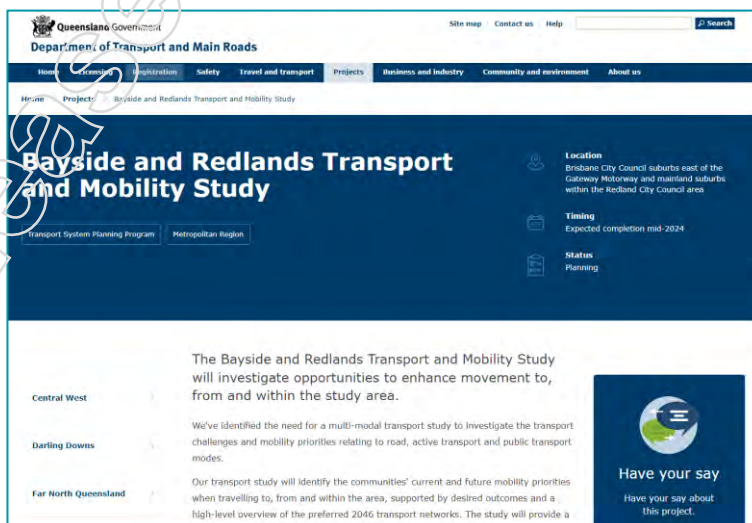 Queensland Government
Site map Contact us Help
Search
Department of Transport and Main Roads
Home Licensing Registration Safety Travel and transport Projects Business and industry Community and environment About us
Home Projects Bayside and Redlands Transport and Mobility Study
Bayside and Redlands Transport
and Mobility Study
Transport System Planning Program Metropolitan Region
Location
Brisbane City Council suburbs east of the
Gateway Motorway and mainland suburbs
within the Redland City Council area
Timing
Expected completion mid-2024
Status
Planning
Central West
Darling Downs
Far North Queensland
The Bayside and Redlands Transport and Mobility Study
will investigate opportunities to enhance movement to,
from and within the study area.
We've identified the need for a multi-modal transport study to investigate the transport
challenges and mobility priorities relating to road, active transport and public transport
modes.
Our transport study will identify the communities' current and future mobility priorities
when travelling to, from and within the area, supported by desired outcomes and a
high-level overview of the preferred 2046 transport networks. The study will provide a
Have your say
Have your say about
this project.